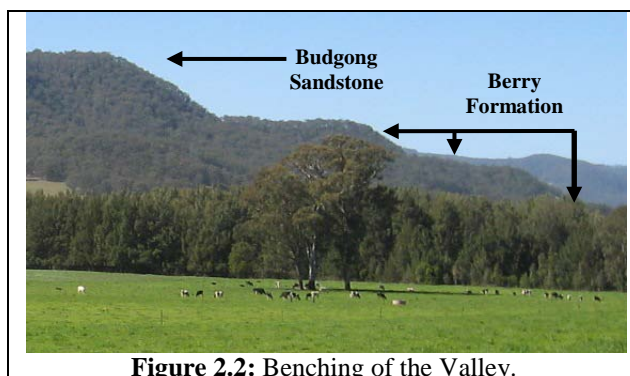 Budgong
Sandstone
Berry
Formation
Figure 2.2: Benching of the Valley.